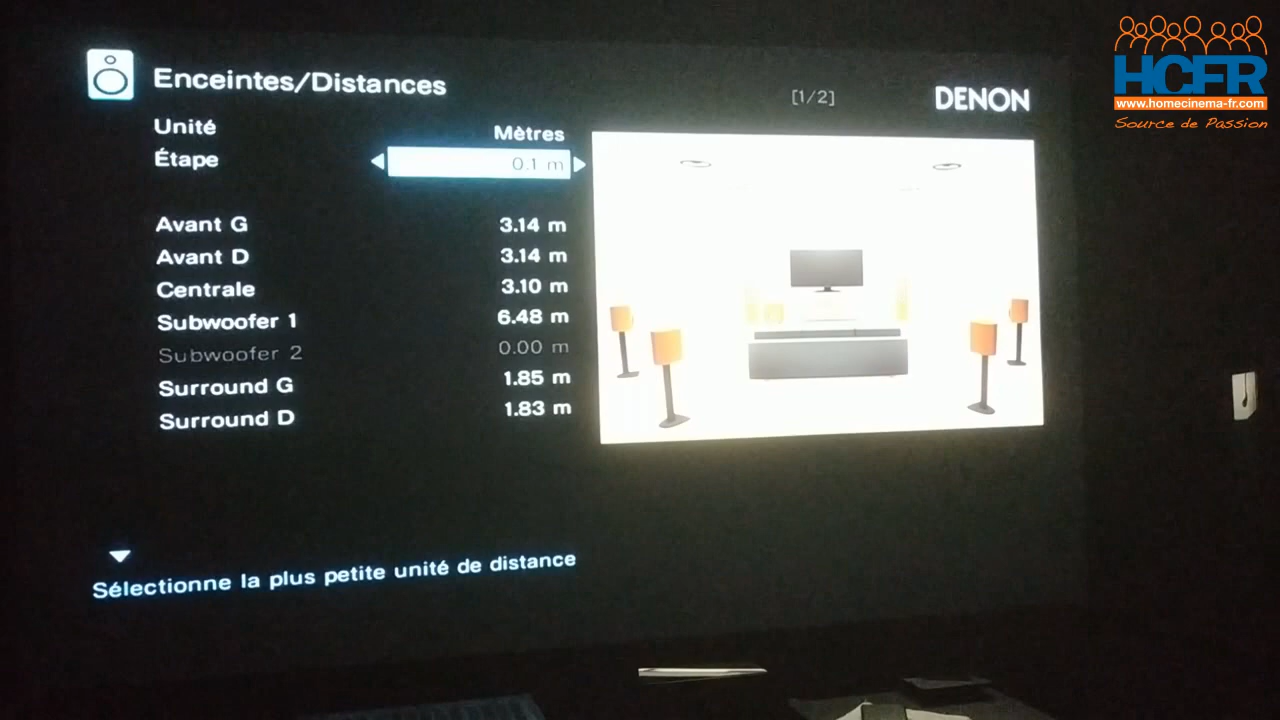 Enceintes/Distances
[1/2]
DENON
HCFR
www.homecinema-fr.com
Source de Passion
Unité Mètres
Étape 0.1 m
Avant G 3.14 m
Avant D 3.14 m
Centrale 3.10 m
Subwoofer 1 6.48 m
Subwoofer 2 0.00 m
Surround G 1.85 m
Surround D 1.83 m
Sélectionne la plus petite unité de distance